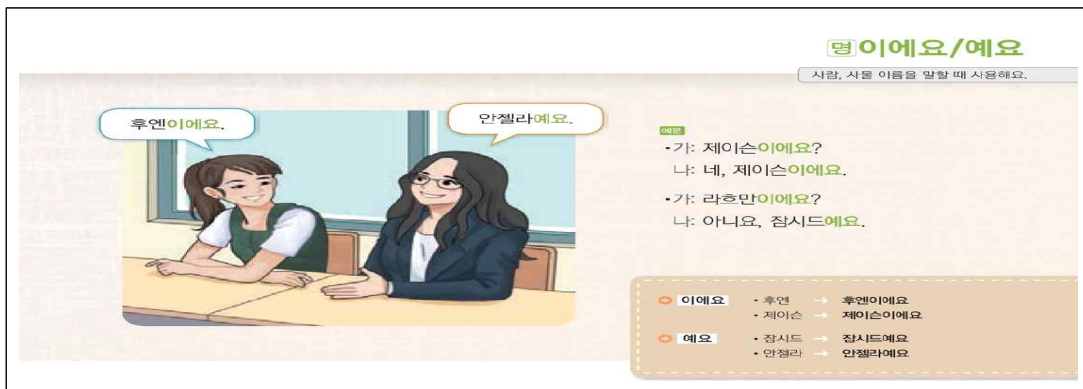 명 이에요/예요
사람, 사물 이름을 말할 때 사용해요.
후엔이에요.
안젤라예요.
예문
•가: 제이슨이에요?
나: 네, 제이슨이에요.
•가: 라흐만이에요?
나: 아니요, 잠시드예요.
이에요 • 후엔 → 후엔이에요
• 제이슨 → 제이슨이에요
예요 • 잠시드 → 잠시드예요
• 안젤라 → 안젤라예요